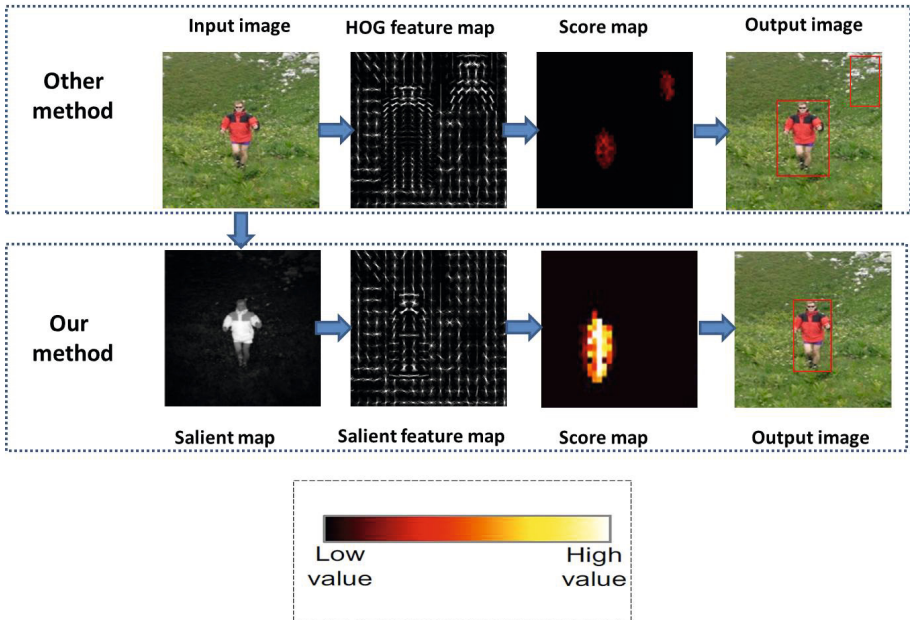 Input image
HOG feature map
Score map
Output image
Other
method
Our
method
Salient map
Salient feature map
Score map
Output image
Low
value
High
value